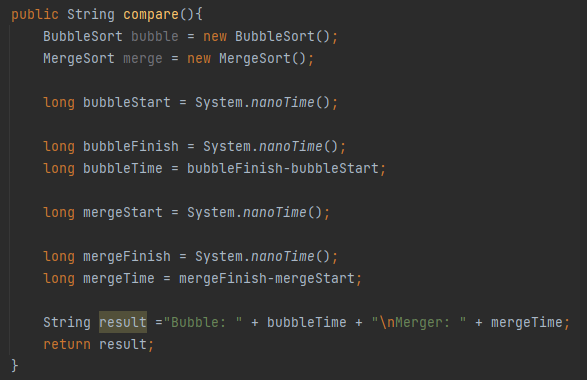 public String compare(){
BubbleSort bubble = new BubbleSort();
MergeSort merge = new MergeSort();
long bubbleStart = System.nanoTime();
long bubbleFinish = System.nanoTime();
long bubbleTime = bubbleFinish-bubbleStart;
long mergeStart = System.nanoTime();
long mergeFinish = System.nanoTime();
long mergeTime = mergeFinish-mergeStart;
String result ="Bubble: " + bubbleTime + "\nMerger: " + mergeTime;
return result;
}